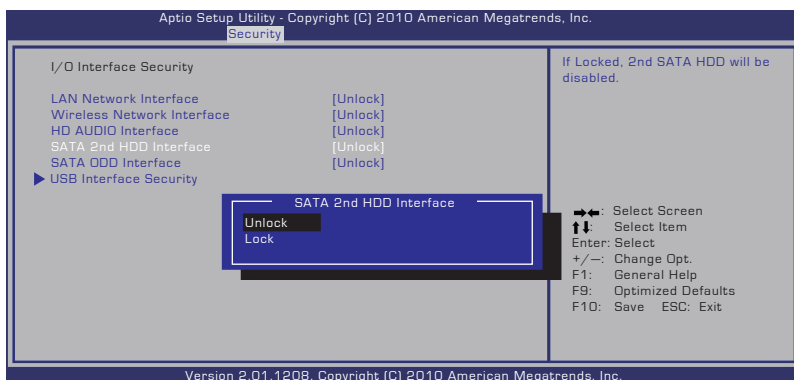 Aptio Setup Utility - Copyright (C) 2010 American Megatrends, Inc.
Security
I/O Interface Security
LAN Network Interface [Unlock]
Wireless Network Interface [Unlock]
HD AUDIO Interface [Unlock]
SATA 2nd HDD Interface [Unlock]
SATA ODD Interface [Unlock]
USB Interface Security
SATA 2nd HDD Interface
Unlock
Lock
If Locked, 2nd SATA HDD will be
disabled.
→←: Select Screen
↑↓: Select Item
Enter: Select
+/—: Change Opt.
F1: General Help
F9: Optimized Defaults
F10: Save ESC: Exit
Version 2.01.1208. Copyright (C) 2010 American Megatrends, Inc.